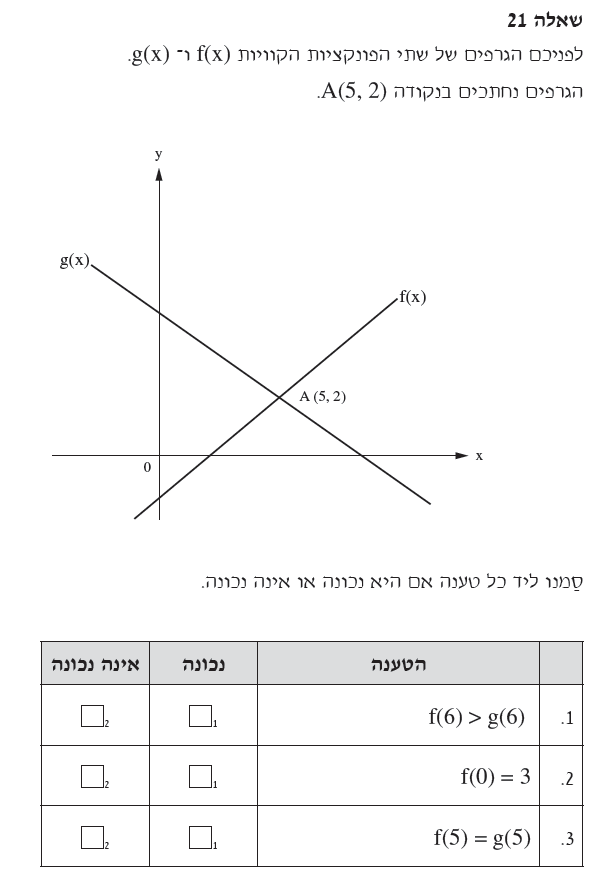 שאלה 21
לפניכם הגרפים של שתי הפונקציות הקוויות f(x) ו־ g(x).
הגרפים נחתכים בנקודה A(5, 2).
y
g(x)
f(x)
A (5, 2)
x
0
סַמנו ליד כל טענה אם היא נכונה או אינה נכונה.
הטענה נכונה אינה נכונה
1. f(6) > g(6) 1 2
2. f(0) = 3 1 2
3. f(5) = g(5) 1 2